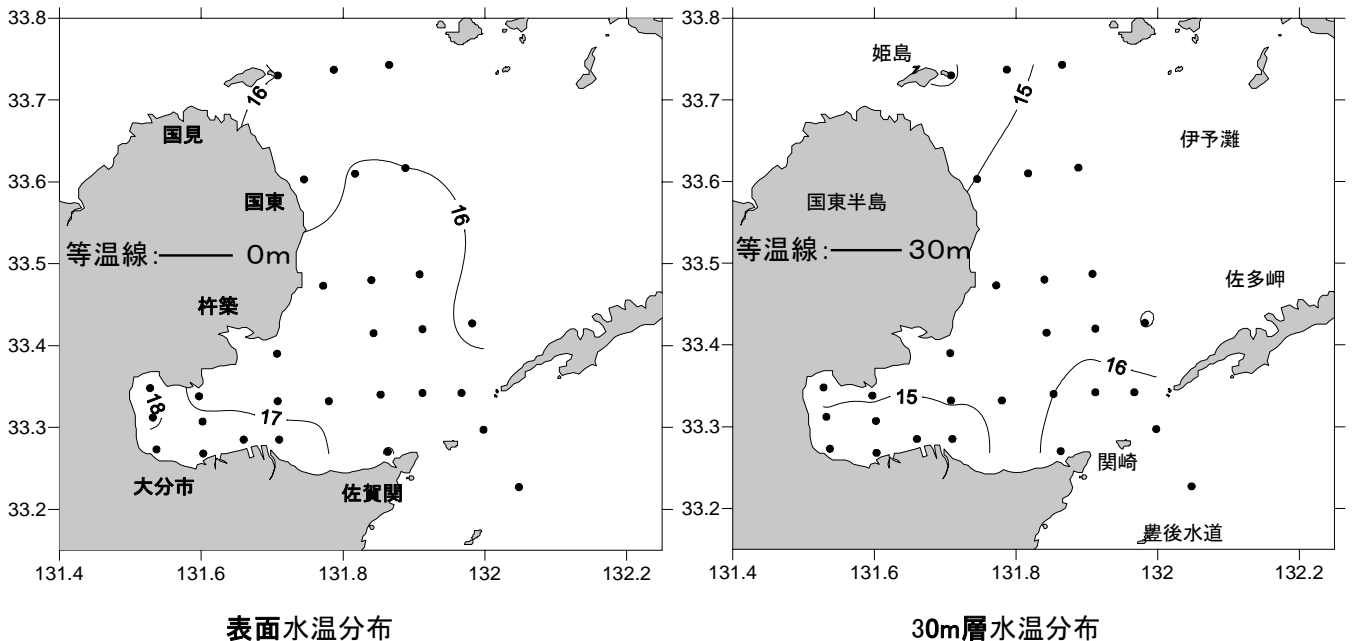 33.8
33.7
33.6
33.5
33.4
33.3
33.2
131.4
131.6
131.8
132
132.2
16
国見
国東
16
等温線: 0m
杵築
18
17
大分市
佐賀関
表面水温分布
33.8
33.7
33.6
33.5
33.4
33.3
33.2
131.4
131.6
131.8
132
132.2
姫島
15
伊予灘
国東半島
等温線: 30m
佐多岬
16
15
関崎
豊後水道
30m層水温分布